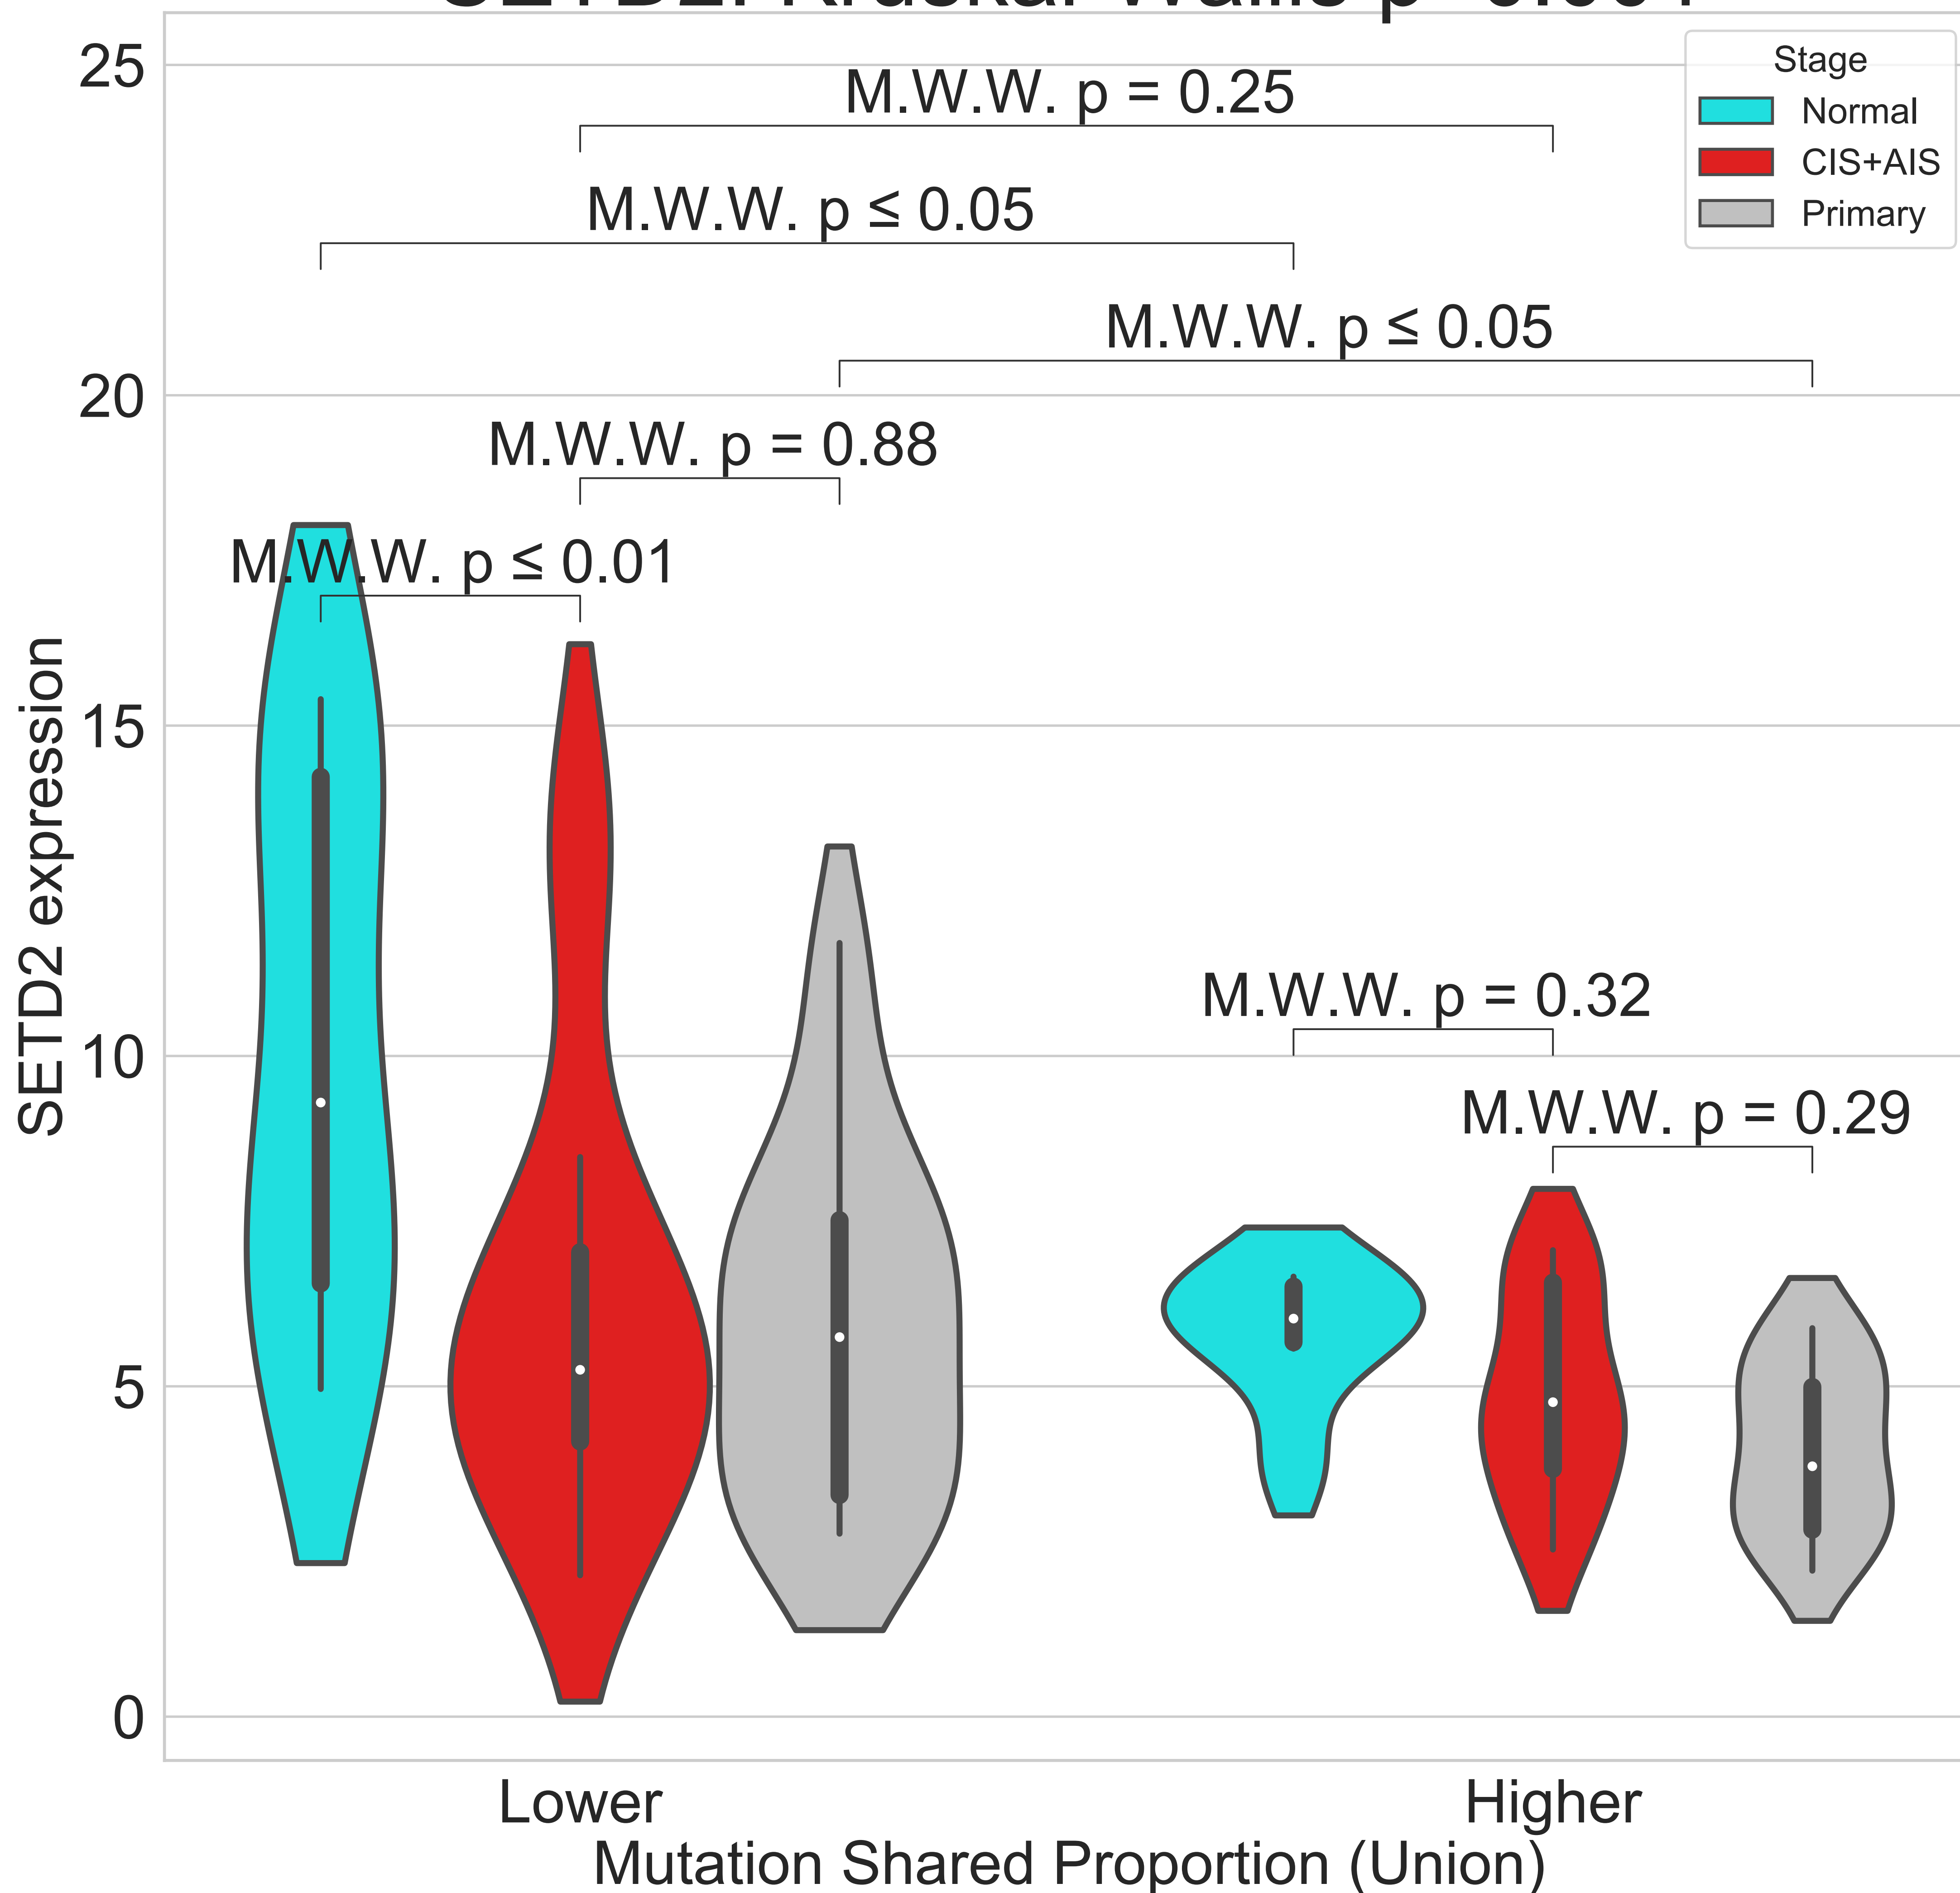 25
20
15
10
5
0
SETD2 expression
M.W.W. p = 0.25
M.W.W. p ≤ 0.05
M.W.W. p ≤ 0.05
M.W.W. p = 0.88
M.W.W. p ≤ 0.01
M.W.W. p = 0.32
M.W.W. p = 0.29
Stage
Normal
CIS+AIS
Primary
Lower
Higher
Mutation Shared Proportion (Union)